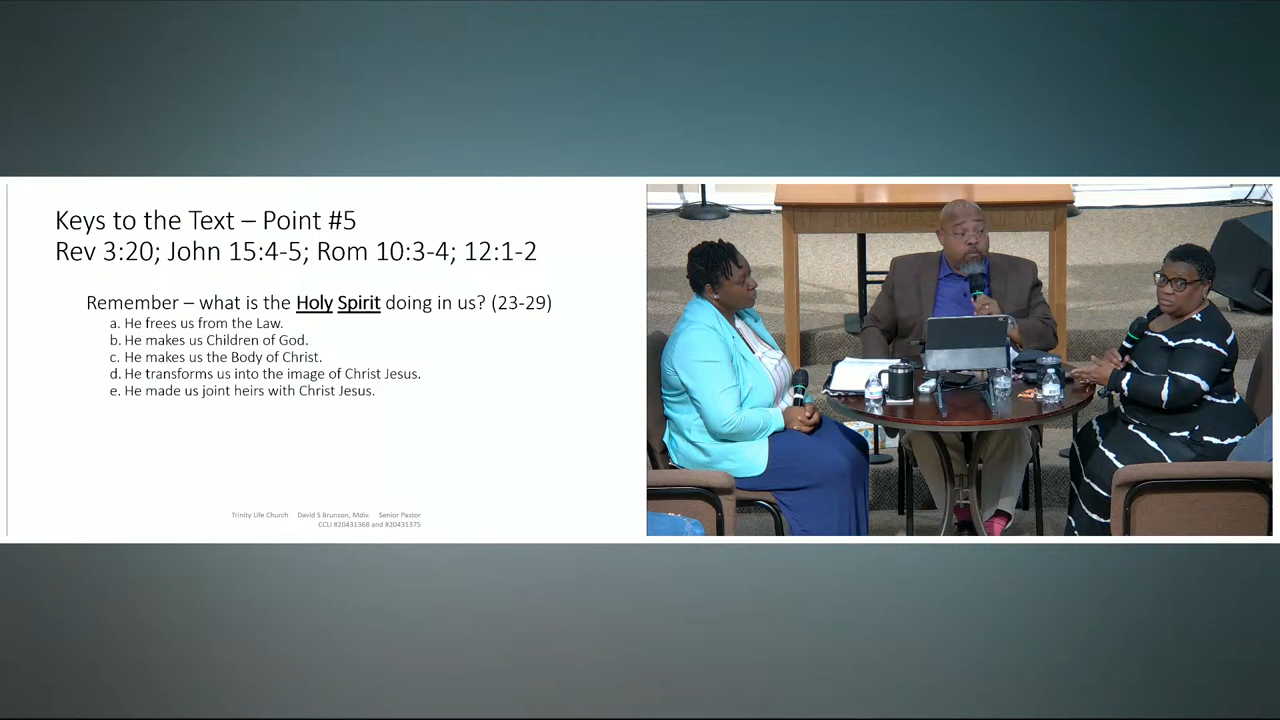 Keys to the Text – Point #5
Rev 3:20; John 15:4-5; Rom 10:3-4; 12:1-2
Remember – what is the Holy Spirit doing in us? (23-29)
a. He frees us from the Law.
b. He makes us Children of God.
c. He makes us the Body of Christ.
d. He transforms us into the image of Christ Jesus.
e. He made us joint heirs with Christ Jesus.
Trinity Life Church David S Brunson, Mdiv. Senior Pastor
CCLI #20431368 and #20431375